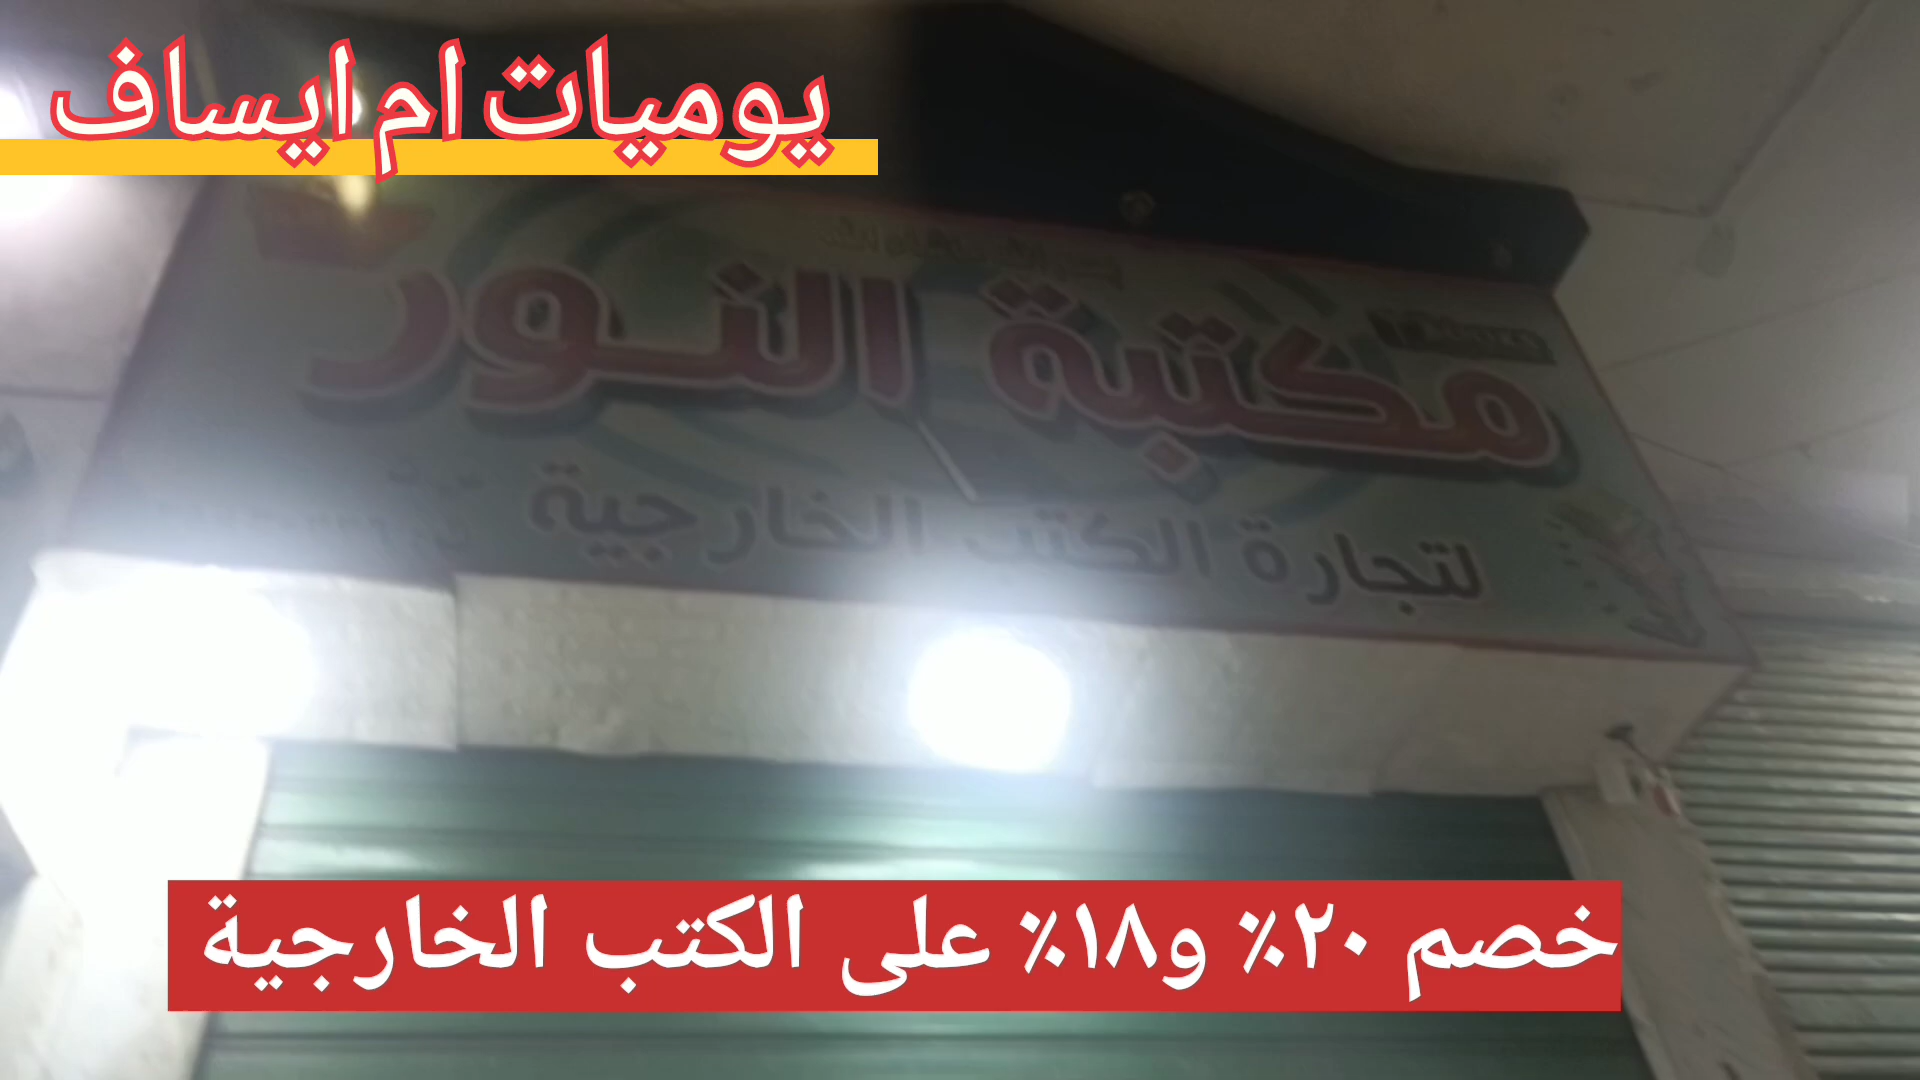 يوميات ام ايساف
مكتبة النور
لتجارة الكتب الخارجية
خصم ٢٠٪ و١٨٪ على الكتب الخارجية